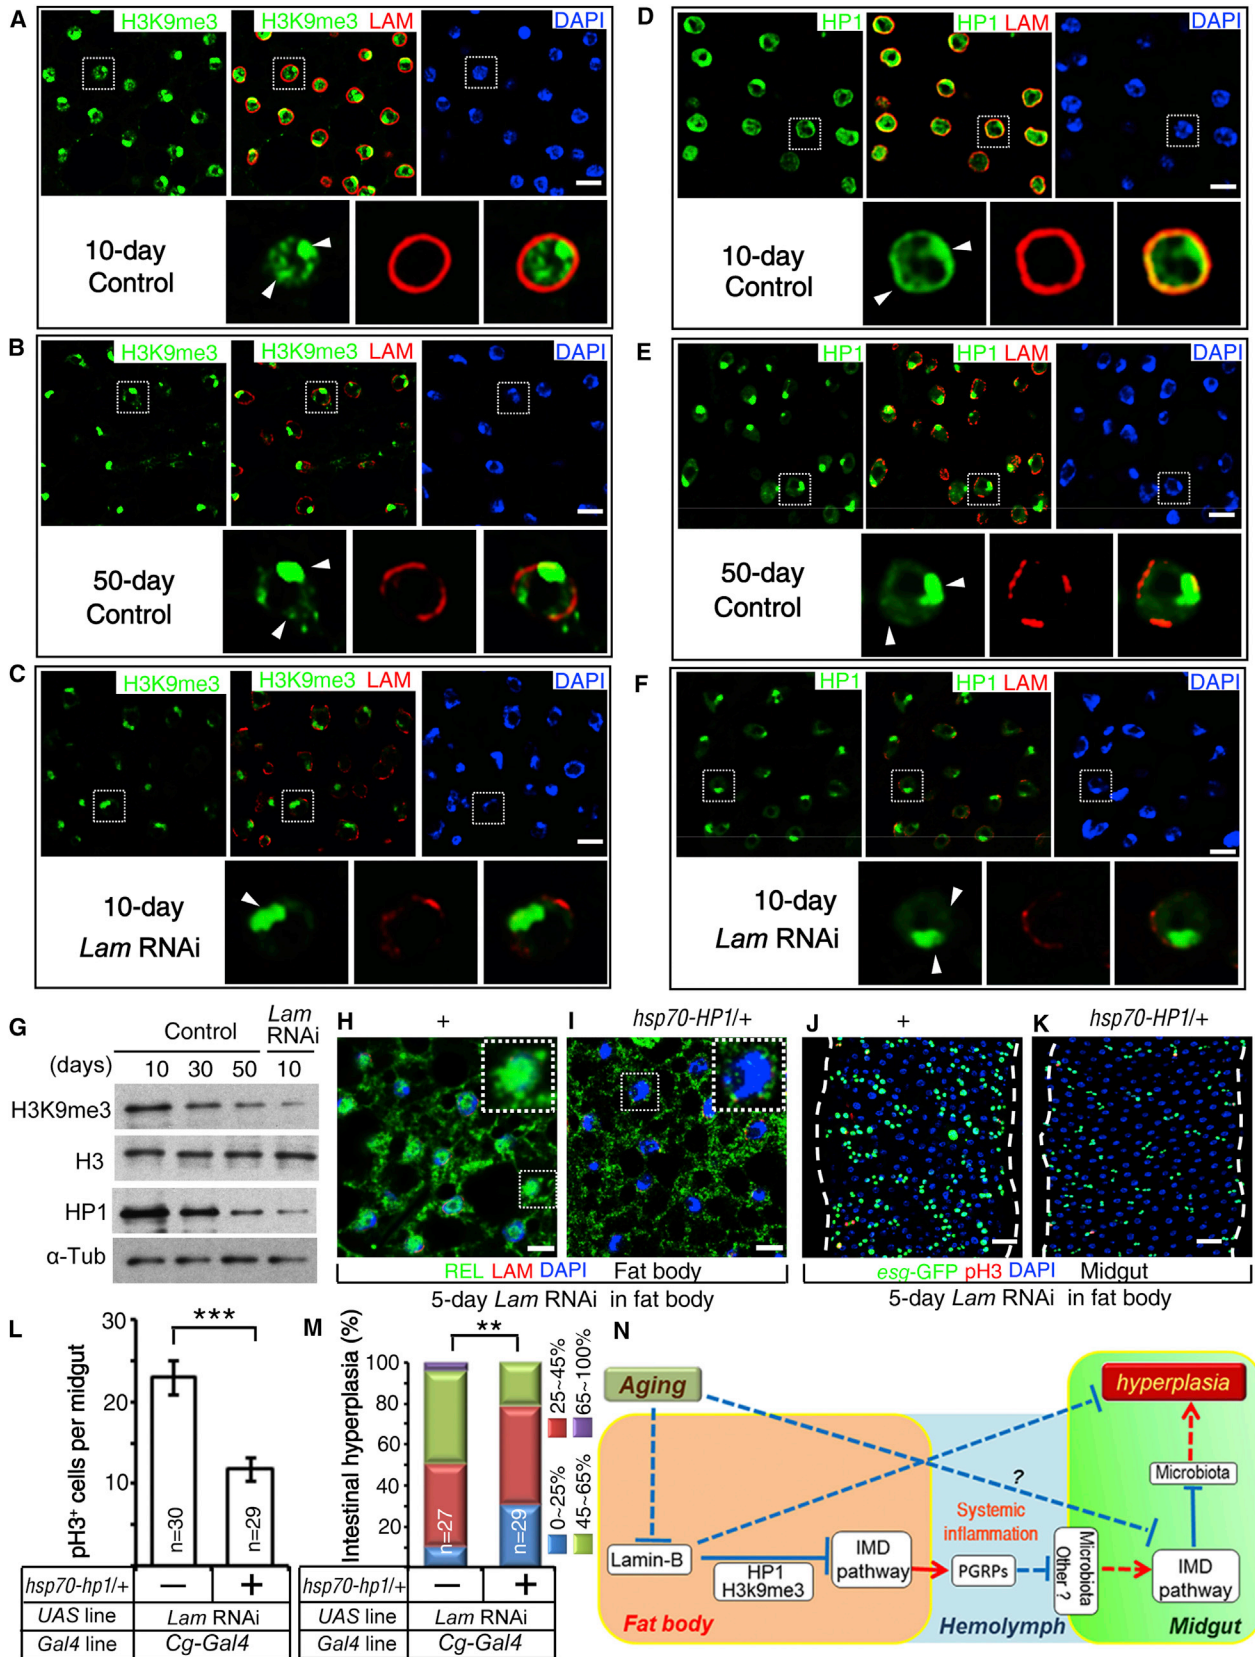 A
H3K9me3
H3K9me3 LAM
DAPI
10-day
Control
B
H3K9me3
H3K9me3 LAM
DAPI
50-day
Control
C
H3K9me3
H3K9me3 LAM
DAPI
10-day
Lam RNAi
D
HP1
HP1 LAM
DAPI
10-day
Control
E
HP1
HP1 LAM
DAPI
50-day
Control
F
HP1
HP1 LAM
DAPI
10-day
Lam RNAi
G
Control
Lam
RNAi
(days) 10 30 50 10
H3K9me3
H3
HP1
α-Tub
H
+
I
hsp70-HP1/+
REL LAM DAPI Fat body
5-day Lam RNAi in fat body
J
+
K
hsp70-HP1/+
esg-GFP pH3 DAPI Midgut
5-day Lam RNAi in fat body
L
pH3+ cells per midgut
30
20
10
***
n=30
n=29
hsp70-hp1/+ — +
UAS line Lam RNAi
Gal4 line Cg-Gal4
M
Intestinal hyperplasia (%)
100
80
60
40
20
**
n=27
n=29
0~25%
25~45%
45~65%
65~100%
hsp70-hp1/+ — +
UAS line Lam RNAi
Gal4 line Cg-Gal4
N
Aging
hyperplasia
?
Microbiota
Systemic
inflammation
Lamin-B
HP1
H3k9me3
IMD
pathway
PGRPs
Microbiota
Other ?
IMD
pathway
Fat body
Hemolymph
Midgut